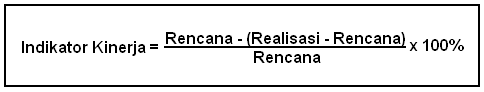 Indikator Kinerja = Rencana - (Realisasi - Rencana) x 100%
Rencana